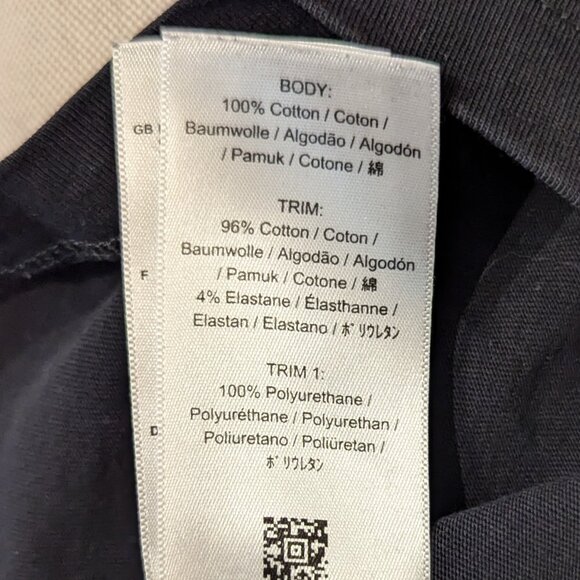 BODY:
100% Cotton / Coton /
Baumwolle / Algodão / Algodón
/ Pamuk / Cotone / 綿
TRIM:
96% Cotton / Coton /
Baumwolle / Algodão / Algodón
/ Pamuk / Cotone / 綿
4% Elastane / Élasthanne /
Elastan / Elastano / ﾎﾟﾘｳﾚﾀﾝ
TRIM 1:
100% Polyurethane /
Polyuréthane / Polyurethan /
Poliuretano / Poliüretan /
ﾎﾟﾘｳﾚﾀﾝ
GB
F
D